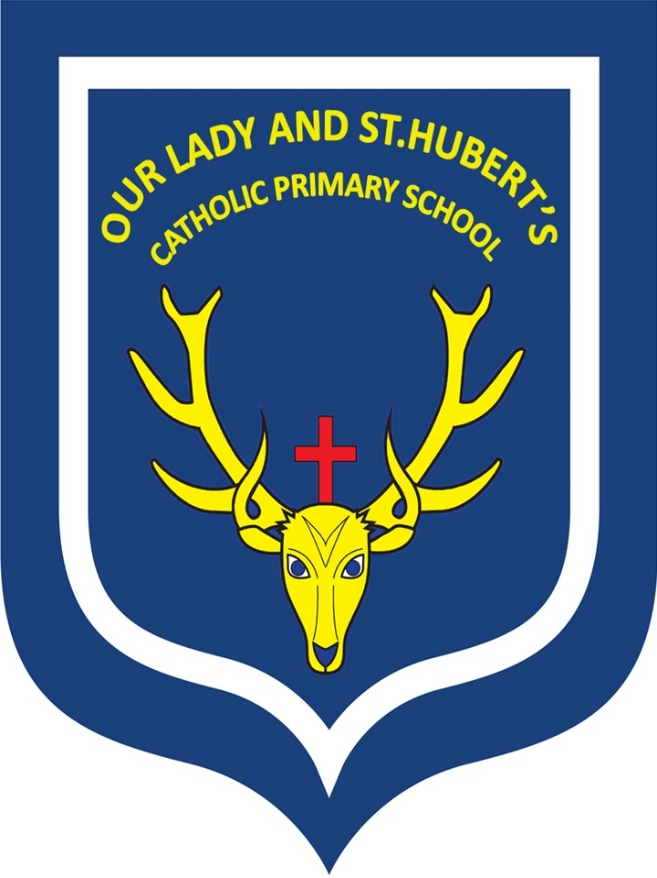 OUR LADY AND ST.HUBERT'S
CATHOLIC PRIMARY SCHOOL